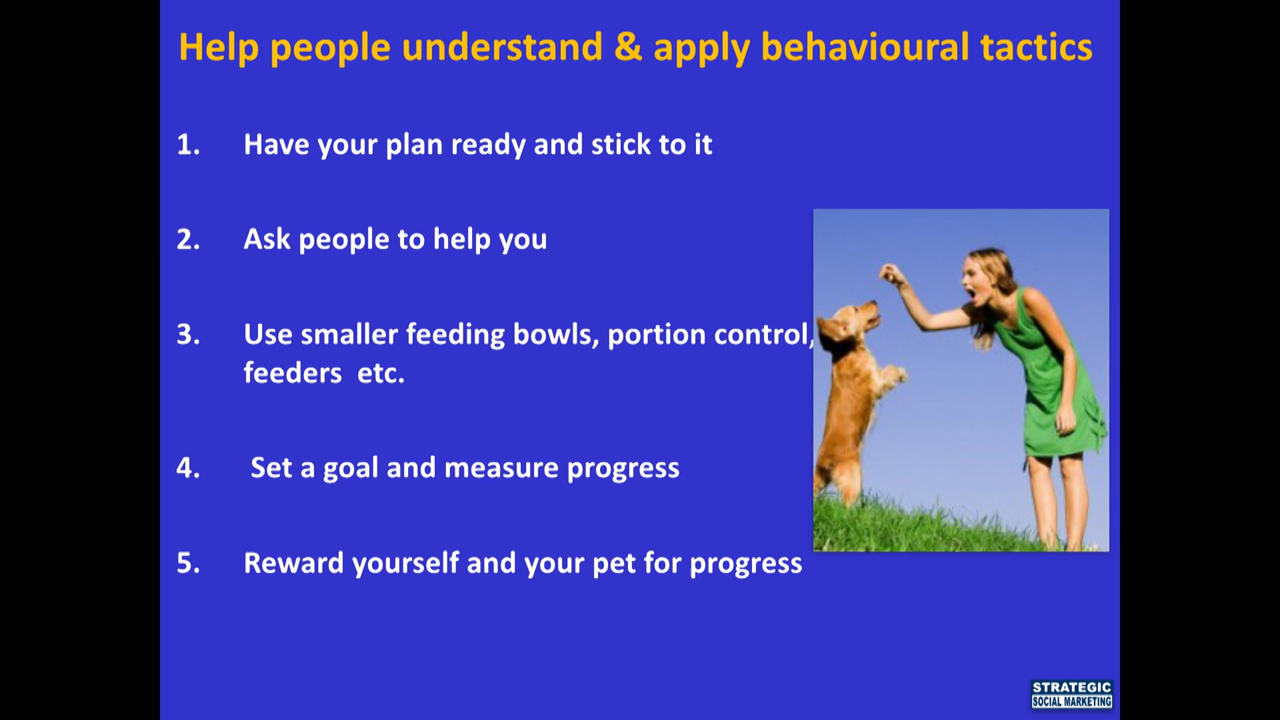 Help people understand & apply behavioural tactics
1. Have your plan ready and stick to it
2. Ask people to help you
3. Use smaller feeding bowls, portion control,
feeders etc.
4. Set a goal and measure progress
5. Reward yourself and your pet for progress
STRATEGIC
SOCIAL MARKETING